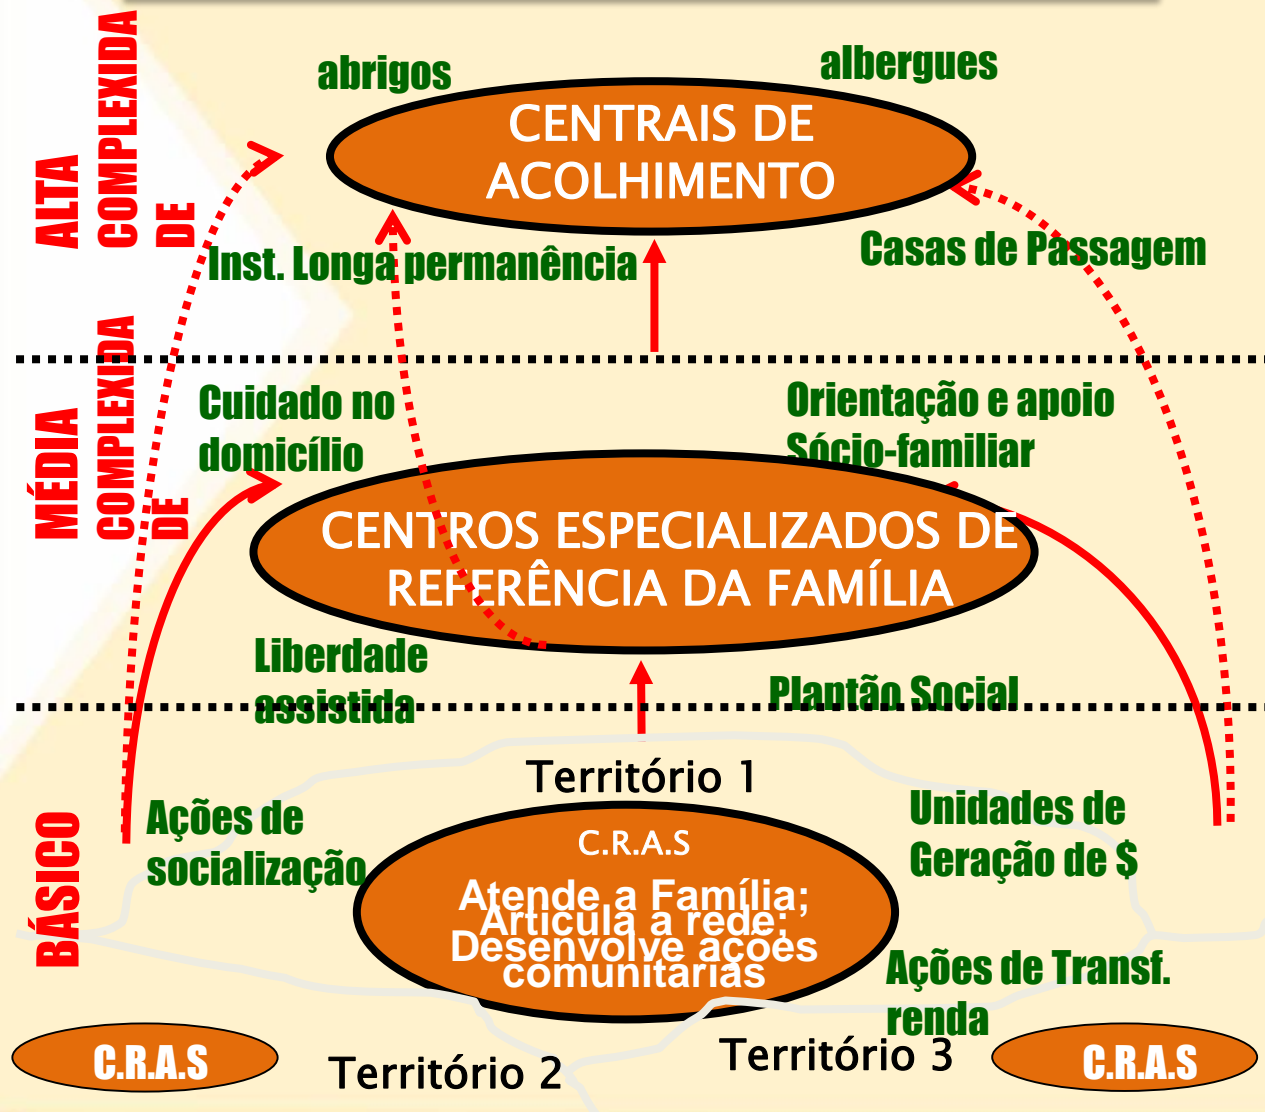 ALTA
COMPLEXIDA
DE
abrigos
albergues
CENTRAIS DE
ACOLHIMENTO
Inst. Longa permanência
Casas de Passagem
MÉDIA
COMPLEXIDA
DE
Cuidado no
domicílio
Orientação e apoio
Sócio-familiar
CENTROS ESPECIALIZADOS DE
REFERÊNCIA DA FAMÍLIA
Liberdade
assistida
Plantão Social
BÁSICO
Território 1
Ações de
socialização
C.R.A.S
Atende a Família;
Articula a rede;
Desenvolve ações
comunitárias
Unidades de
Geração de $
Ações de Transf.
renda
C.R.A.S
Território 2
Território 3
C.R.A.S